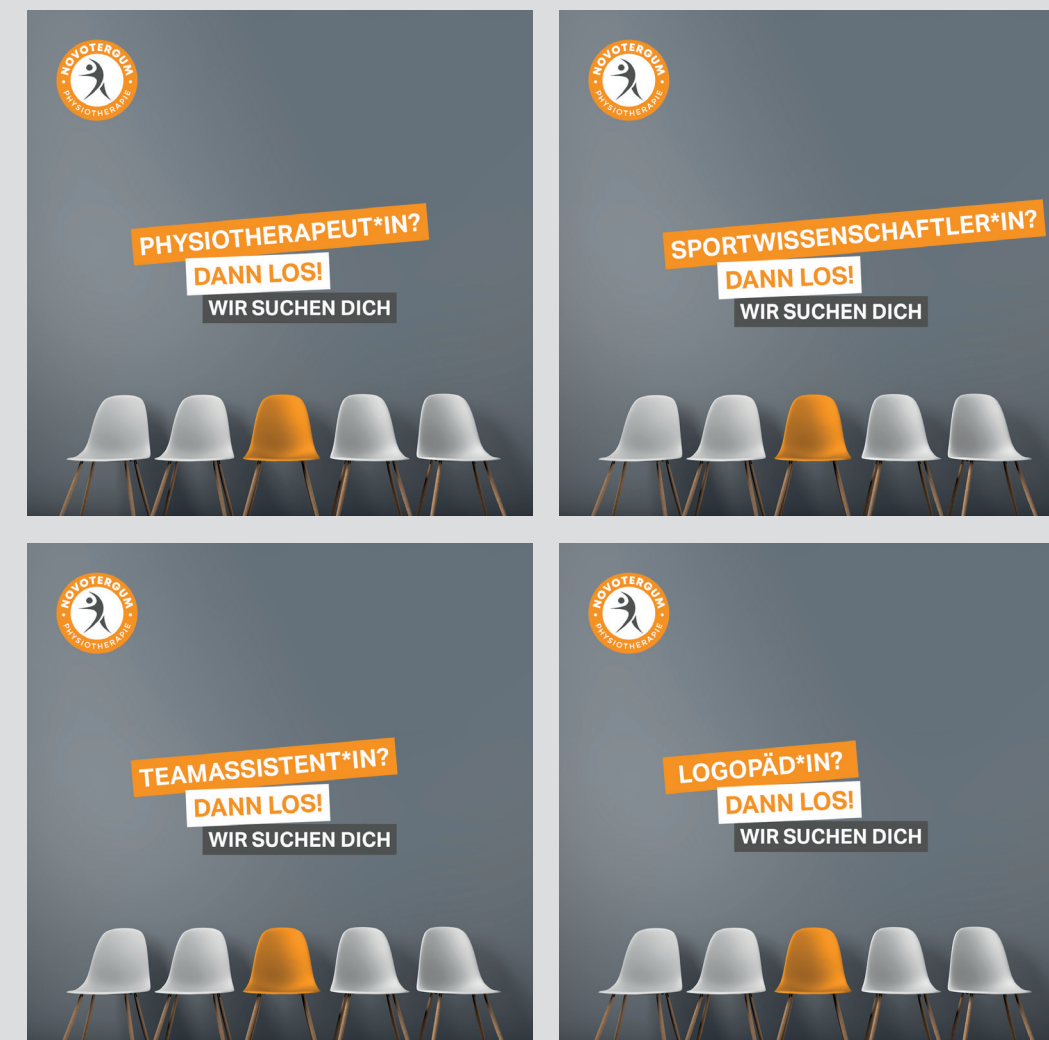 NOVOTERGUM
PHYSIOTHERAPIE
PHYSIOTHERAPEUT*IN?
DANN LOS!
WIR SUCHEN DICH
NOVOTERGUM
PHYSIOTHERAPIE
SPORTWISSENSCHAFTLER*IN?
DANN LOS!
WIR SUCHEN DICH
NOVOTERGUM
PHYSIOTHERAPIE
TEAMASSISTENT*IN?
DANN LOS!
WIR SUCHEN DICH
NOVOTERGUM
PHYSIOTHERAPIE
LOGOPÄD*IN?
DANN LOS!
WIR SUCHEN DICH